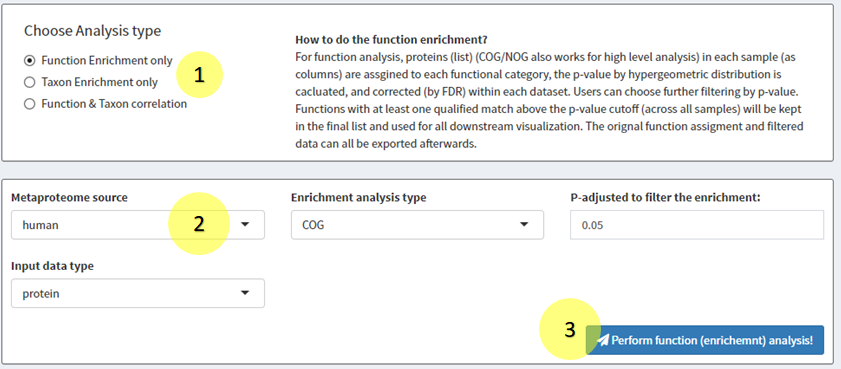 Choose Analysis type
Function Enrichment only
Taxon Enrichment only
Function & Taxon correlation
1
How to do the function enrichment?
For function analysis, proteins (list) (COG/NOG also works for high level analysis) in each sample (as
columns) are assgined to each functional category, the p-value by hypergeometric distribution is
cacluated, and corrected (by FDR) within each dataset. Users can choose further filtering by p-value.
Functions with at least one qualified match above the p-value cutoff (across all samples) will be kept
in the final list and used for all downstream visualization. The orignal function assigment and filtered
data can all be exported afterwards.
Metaproteome source
human
2
Enrichment analysis type
COG
P-adjusted to filter the enrichment:
0.05
Input data type
protein
3
Perform function (enrichemnt) analysis!